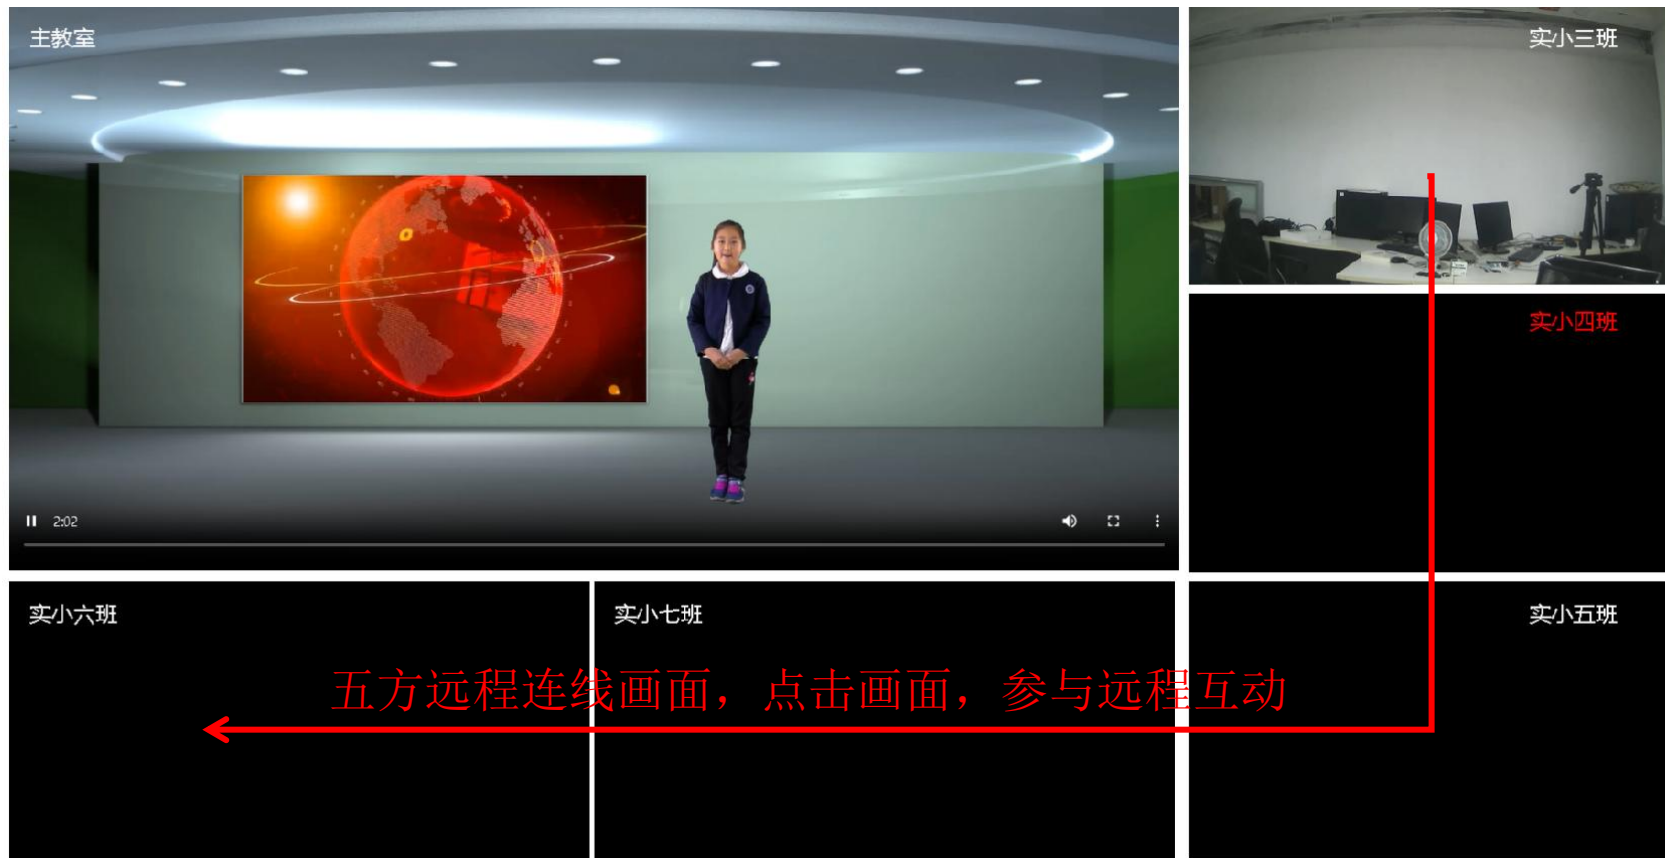 主教室
实小三班
实小四班
2:02
实小六班
实小七班
实小五班
五方远程连线画面，点击画面，参与远程互动